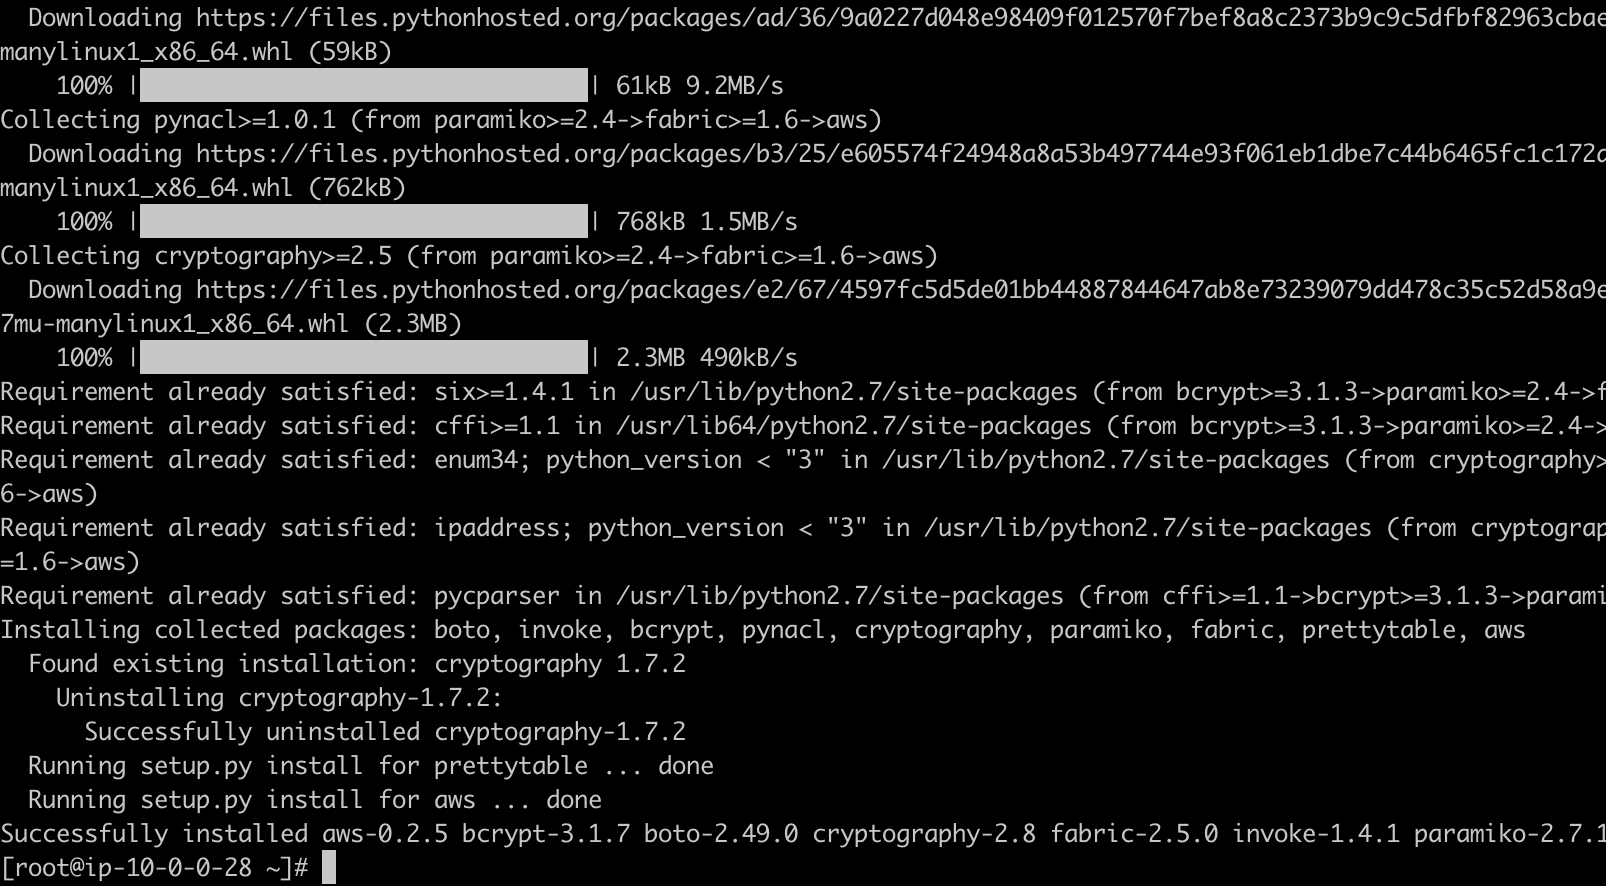 Downloading https://files.pythonhosted.org/packages/ad/36/9a0227d048e98409f012570f7bef8a8c2373b9c9c5dfbf82963cbae
manylinux1_x86_64.whl (59kB)
100% | | 61kB 9.2MB/s
Collecting pynacl>=1.0.1 (from paramiko>=2.4->fabric>=1.6->aws)
Downloading https://files.pythonhosted.org/packages/b3/25/e605574f24948a8a53b497744e93f061eb1dbe7c44b6465fc1c172d
manylinux1_x86_64.whl (762kB)
100% | | 768kB 1.5MB/s
Collecting cryptography>=2.5 (from paramiko>=2.4->fabric>=1.6->aws)
Downloading https://files.pythonhosted.org/packages/e2/67/4597fc5d5de01bb44887844647ab8e73239079dd478c35c52d58a9e
7mu-manylinux1_x86_64.whl (2.3MB)
100% | | 2.3MB 490kB/s
Requirement already satisfied: six>=1.4.1 in /usr/lib/python2.7/site-packages (from bcrypt>=3.1.3->paramiko>=2.4->f
Requirement already satisfied: cffi>=1.1 in /usr/lib64/python2.7/site-packages (from bcrypt>=3.1.3->paramiko>=2.4->
Requirement already satisfied: enum34; python_version < "3" in /usr/lib/python2.7/site-packages (from cryptography>
6->aws)
Requirement already satisfied: ipaddress; python_version < "3" in /usr/lib/python2.7/site-packages (from cryptograp
=1.6->aws)
Requirement already satisfied: pycparser in /usr/lib/python2.7/site-packages (from cffi>=1.1->bcrypt>=3.1.3->parami
Installing collected packages: boto, invoke, bcrypt, pynacl, cryptography, paramiko, fabric, prettytable, aws
Found existing installation: cryptography 1.7.2
Uninstalling cryptography-1.7.2:
Successfully uninstalled cryptography-1.7.2
Running setup.py install for prettytable ... done
Running setup.py install for aws ... done
Successfully installed aws-0.2.5 bcrypt-3.1.7 boto-2.49.0 cryptography-2.8 fabric-2.5.0 invoke-1.4.1 paramiko-2.7.1
[root@ip-10-0-0-28 ~]#